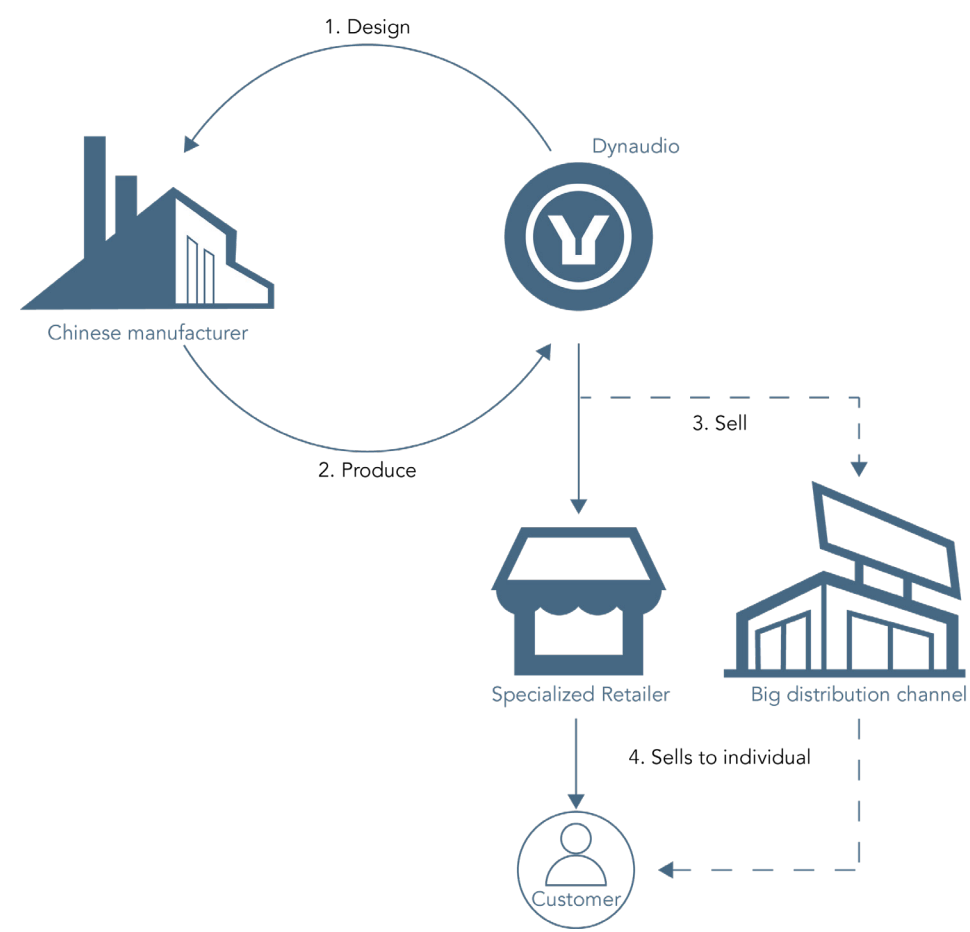 1. Design
Dynaudio
Chinese manufacturer
2. Produce
3. Sell
Specialized Retailer
Big distribution channel
4. Sells to individual
Customer